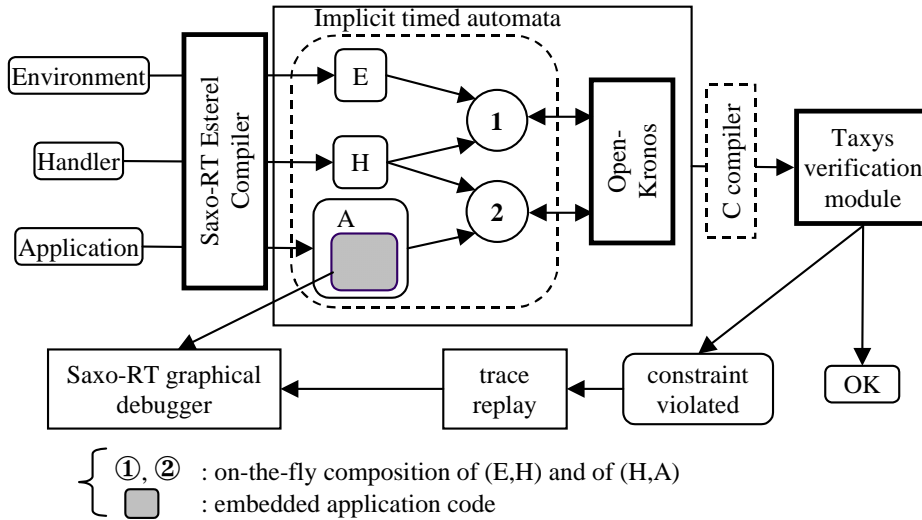 Implicit timed automata
Environment
Handler
Application
Saxo-RT Esterel
Compiler
E
H
A
1
2
Open-
Kronos
C compiler
Taxys
verification
module
Saxo-RT graphical
debugger
trace
replay
constraint
violated
OK
①, ② : on-the-fly composition of (E,H) and of (H,A)
: embedded application code